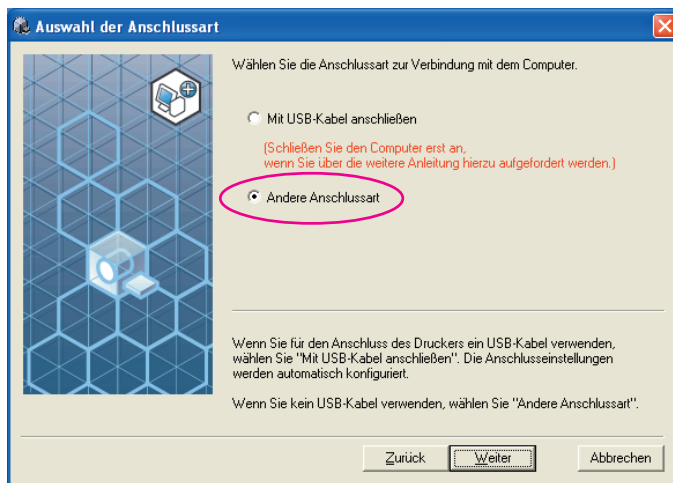 Auswahl der Anschlussart
Wählen Sie die Anschlussart zur Verbindung mit dem Computer.
Mit USB-Kabel anschließen
(Schließen Sie den Computer erst an,
wenn Sie über die weitere Anleitung hierzu aufgefordert werden.)
Andere Anschlussart
Wenn Sie für den Anschluss des Druckers ein USB-Kabel verwenden,
wählen Sie "Mit USB-Kabel anschließen". Die Anschlusseinstellungen
werden automatisch konfiguriert.
Wenn Sie kein USB-Kabel verwenden, wählen Sie "Andere Anschlussart".
Zurück
Weiter
Abbrechen